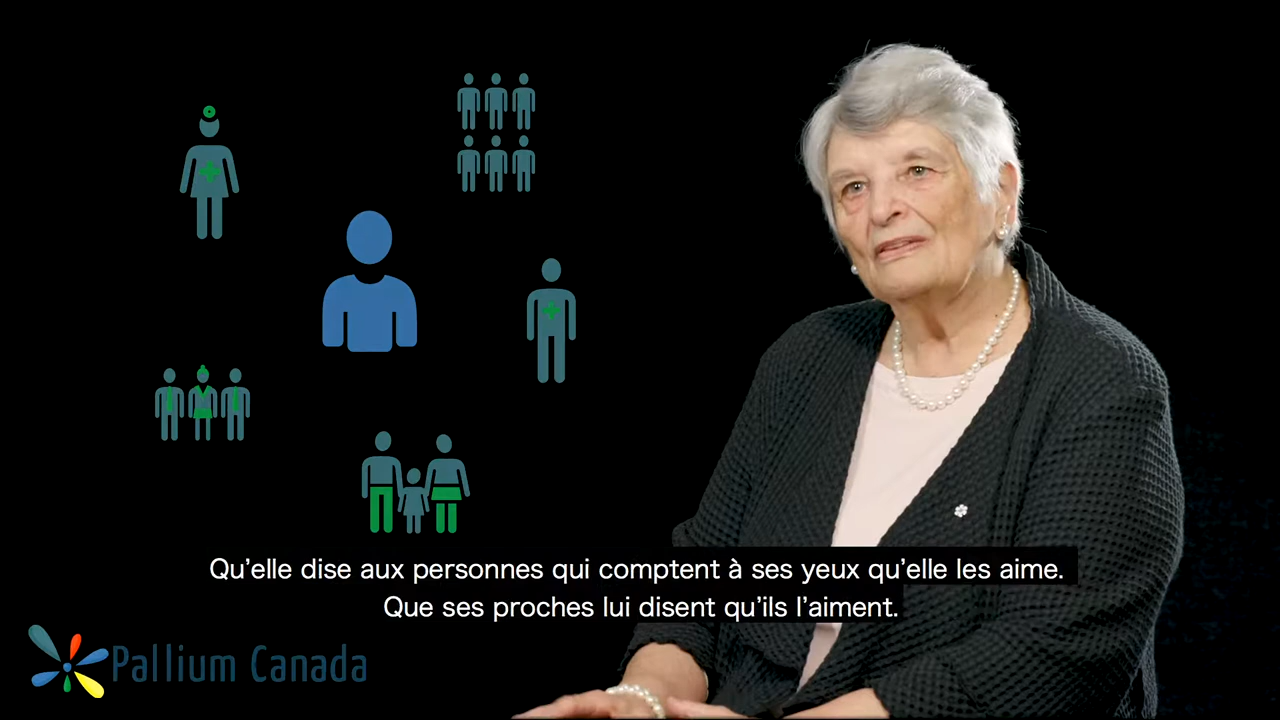 Qu’elle dise aux personnes qui comptent à ses yeux qu’elle les aime.
Que ses proches lui disent qu’ils l’aiment.
Pallium Canada